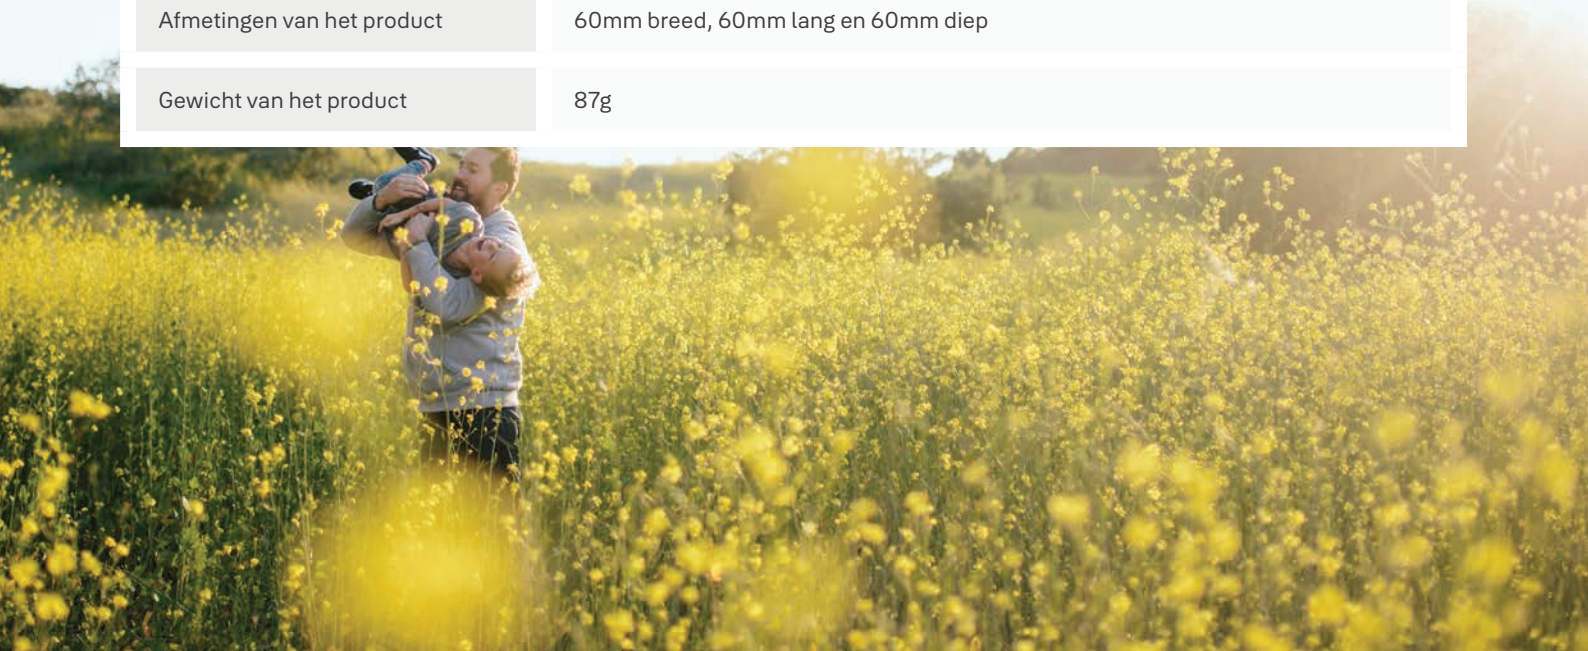 Afmetingen van het product
60mm breed, 60mm lang en 60mm diep
Gewicht van het product
87g